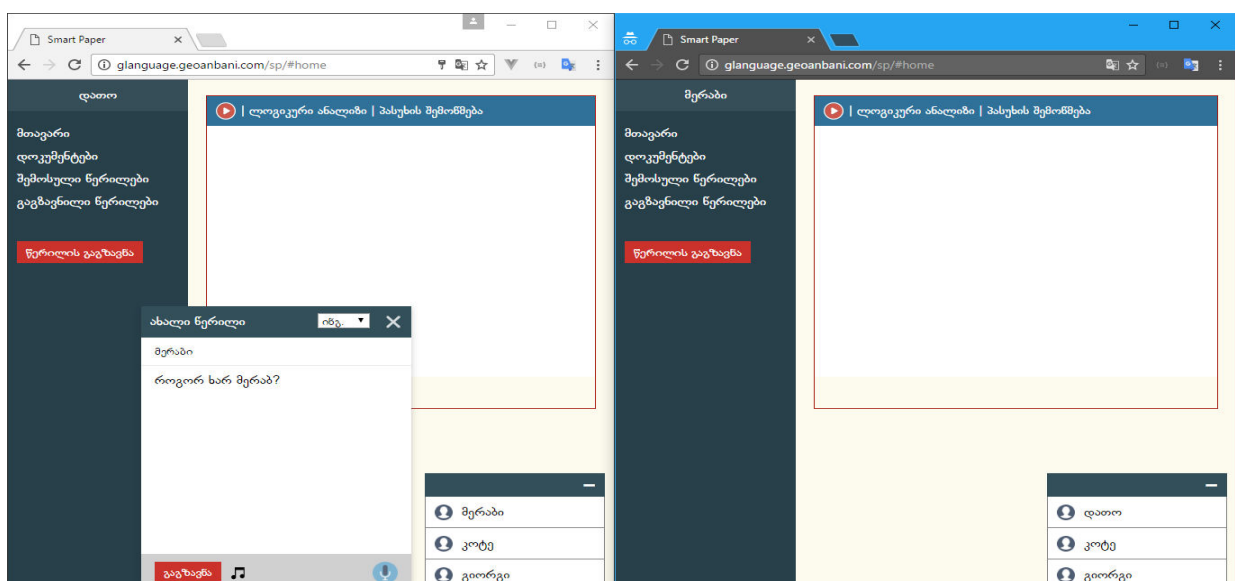 Smart Paper
glanguage.geoanbani.com/sp/#home
დათო
მთავარი
დოკუმენტები
შემოსული წერილები
გაგზავნილი წერილები
წერილის გაგზავნა
| ლოგიკური ანალიზი | პასუხის შემოწმება
ახალი წერილი
ინგ.
მერაბი
როგორ ხარ მერაბ?
გაგზავნა
მერაბი
კოტე
გიორგი
Smart Paper
glanguage.geoanbani.com/sp/#home
მერაბი
მთავარი
დოკუმენტები
შემოსული წერილები
გაგზავნილი წერილები
წერილის გაგზავნა
| ლოგიკური ანალიზი | პასუხის შემოწმება
დათო
კოტე
გიორგი